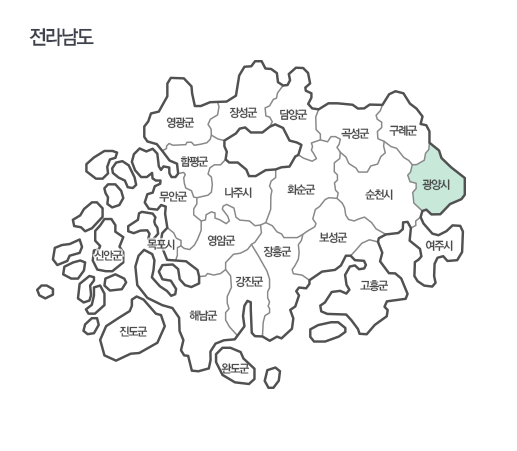 전라남도
영광군
장성군
담양군
곡성군
구례군
함평군
광양시
무안군
나주시
화순군
순천시
신안군
목포시
영암군
장흥군
보성군
여주시
강진군
고흥군
해남군
진도군
완도군